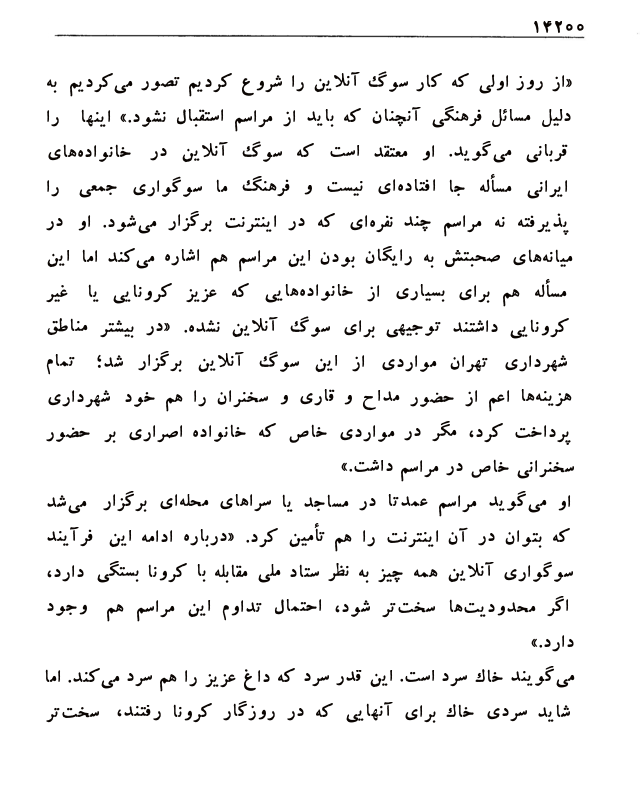 ۱۴۲۰۰
«از روز اولی که کار سوگ آنلاین را شروع کردیم تصور می‌کردیم به
دلیل مسائل فرهنگی آنچنان که باید از مراسم استقبال نشود.» اینها را
قربانی می‌گوید. او معتقد است که سوگ آنلاین در خانواده‌های
ایرانی مسأله جا افتاده‌ای نیست و فرهنگ ما سوگواری جمعی را
پذیرفته نه مراسم چند نفره‌ای که در اینترنت برگزار می‌شود. او در
میانه‌های صحبتش به رایگان بودن این مراسم هم اشاره می‌کند اما این
مسأله هم برای بسیاری از خانواده‌هایی که عزیز کرونایی یا غیر
کرونایی داشتند توجیهی برای سوگ آنلاین نشده. «در بیشتر مناطق
شهرداری تهران مواردی از این سوگ آنلاین برگزار شد؛ تمام
هزینه‌ها اعم از حضور مداح و قاری و سخنران را هم خود شهرداری
پرداخت کرد، مگر در مواردی خاص که خانواده اصراری بر حضور
سخنرانی خاص در مراسم داشت.»
او می‌گوید مراسم عمدتا در مساجد یا سراهای محله‌ای برگزار می‌شد
که بتوان در آن اینترنت را هم تأمین کرد. «درباره ادامه این فرآیند
سوگواری آنلاین همه چیز به نظر ستاد ملی مقابله با کرونا بستگی دارد،
اگر محدودیت‌ها سخت‌تر شود، احتمال تداوم این مراسم هم وجود
دارد.»
می‌گویند خاك سرد است. این قدر سرد که داغ عزیز را هم سرد می‌کند. اما
شاید سردی خاك برای آنهایی که در روزگار کرونا رفتند، سخت‌تر